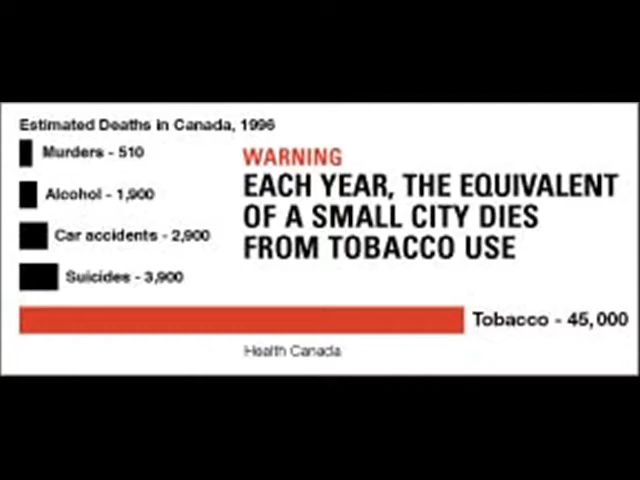 Estimated Deaths in Canada, 1996
Murders - 510
Alcohol - 1,900
Car accidents - 2,900
Suicides - 3,900
Tobacco - 45,000
WARNING
EACH YEAR, THE EQUIVALENT
OF A SMALL CITY DIES
FROM TOBACCO USE
Health Canada